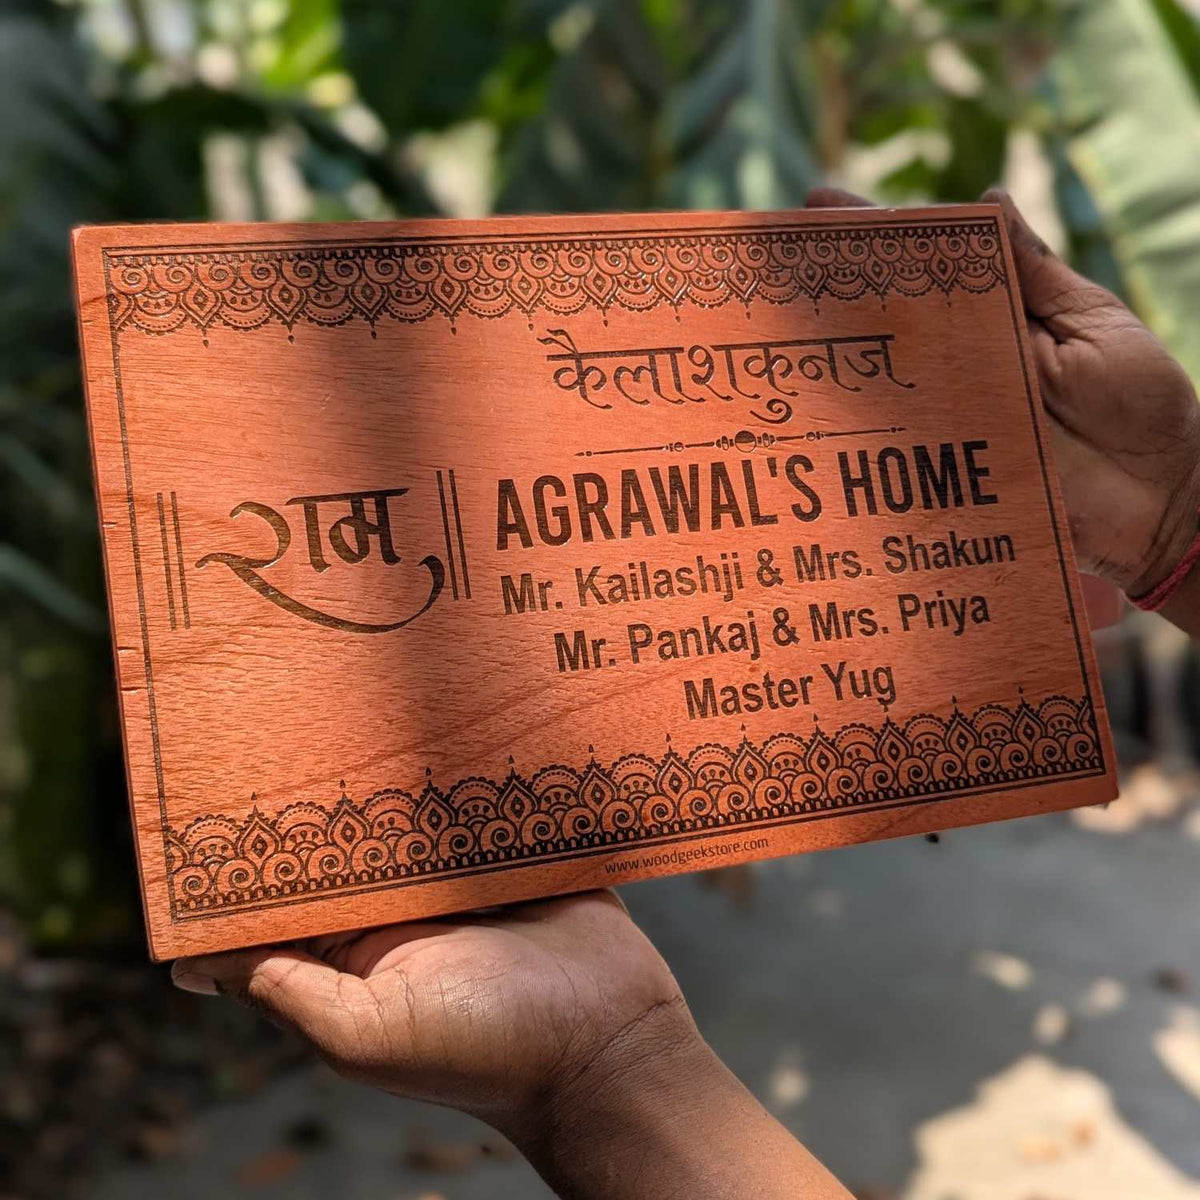 ॥ राम ॥
कैलाशकुनज
AGRAWAL'S HOME
Mr. Kailashji & Mrs. Shakun
Mr. Pankaj & Mrs. Priya
Master Yug
www.woodgeekstore.com